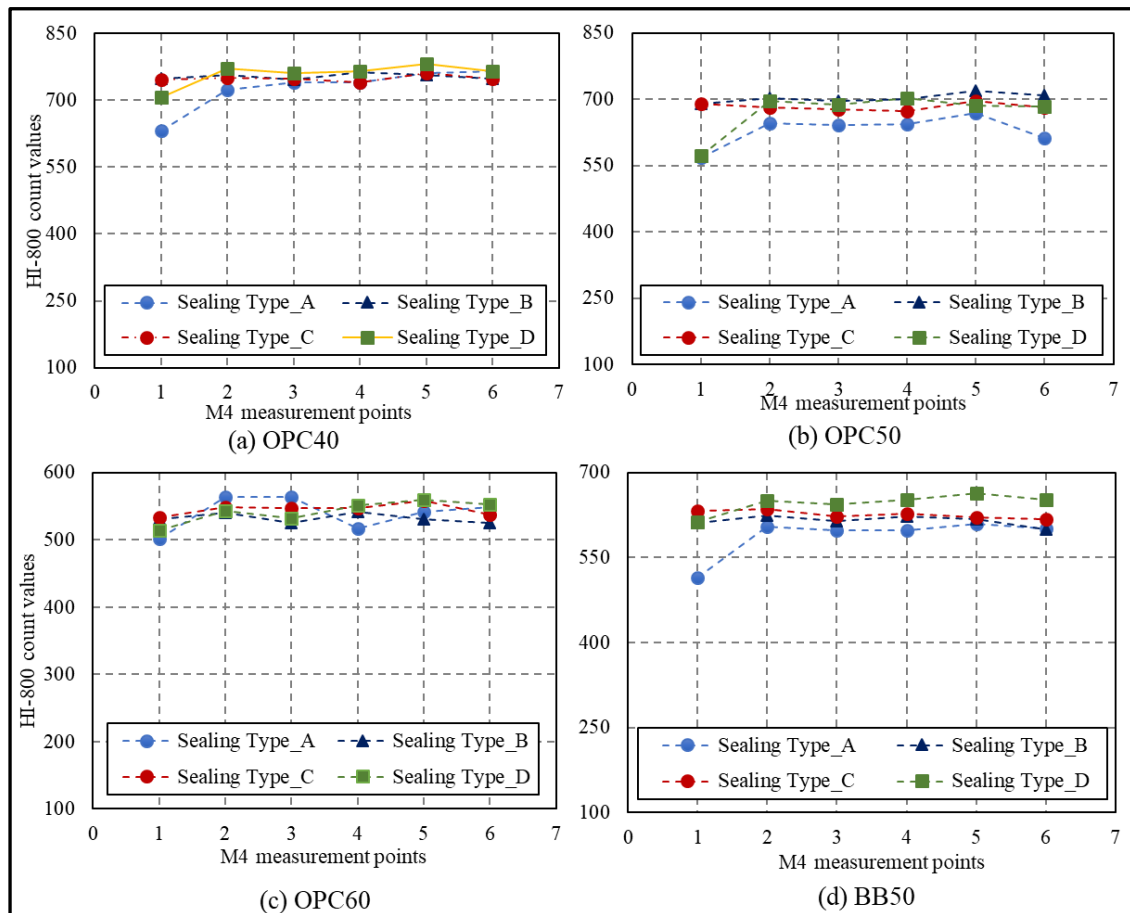 850
700
550
400
250
100
HI-800 count values
Sealing Type_A
Sealing Type_B
Sealing Type_C
Sealing Type_D
0 1 2 3 4 5 6 7
M4 measurement points
(a) OPC40
850
700
550
400
250
100
Sealing Type_A
Sealing Type_B
Sealing Type_C
Sealing Type_D
0 1 2 3 4 5 6 7
M4 measurement points
(b) OPC50
600
500
400
300
200
100
HI-800 count values
Sealing Type_A
Sealing Type_B
Sealing Type_C
Sealing Type_D
0 1 2 3 4 5 6 7
M4 measurement points
(c) OPC60
700
550
400
250
100
Sealing Type_A
Sealing Type_B
Sealing Type_C
Sealing Type_D
0 1 2 3 4 5 6 7
M4 measurement points
(d) BB50